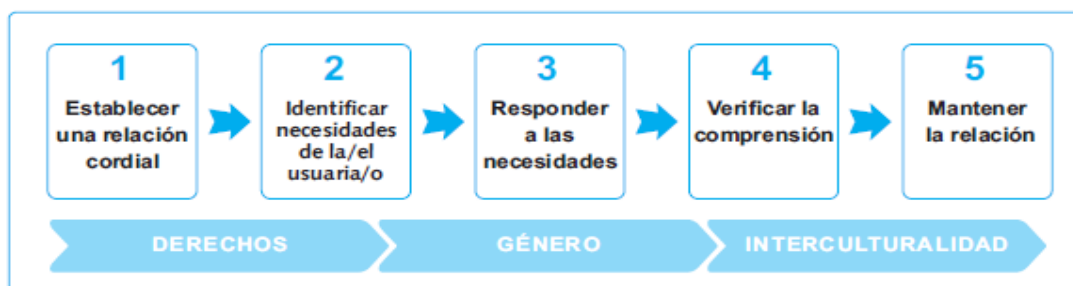 1
Establecer
una relación
cordial
2
Identificar
necesidades
de la/el
usuaria/o
3
Responder
a las
necesidades
4
Verificar la
comprensión
5
Mantener
la relación
DERECHOS
GÉNERO
INTERCULTURALIDAD